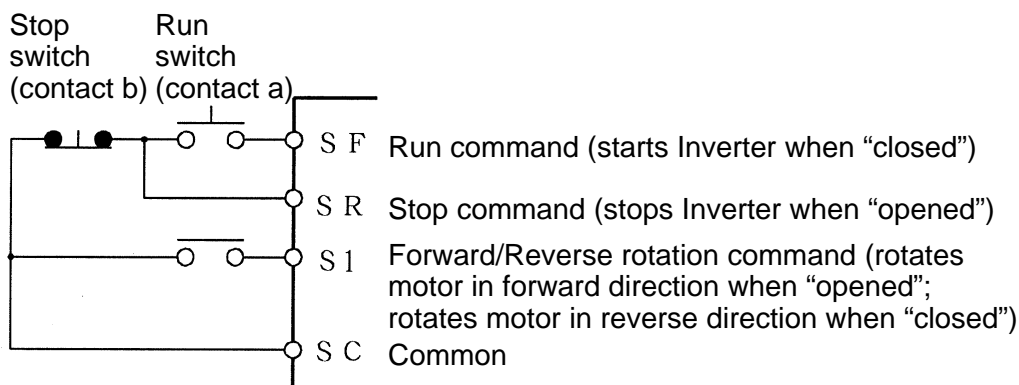 Stop switch (contact b)
Run switch (contact a)
S F
Run command (starts Inverter when “closed”)
S R
Stop command (stops Inverter when “opened”)
S 1
Forward/Reverse rotation command (rotates
motor in forward direction when “opened”;
rotates motor in reverse direction when “closed”)
S C
Common